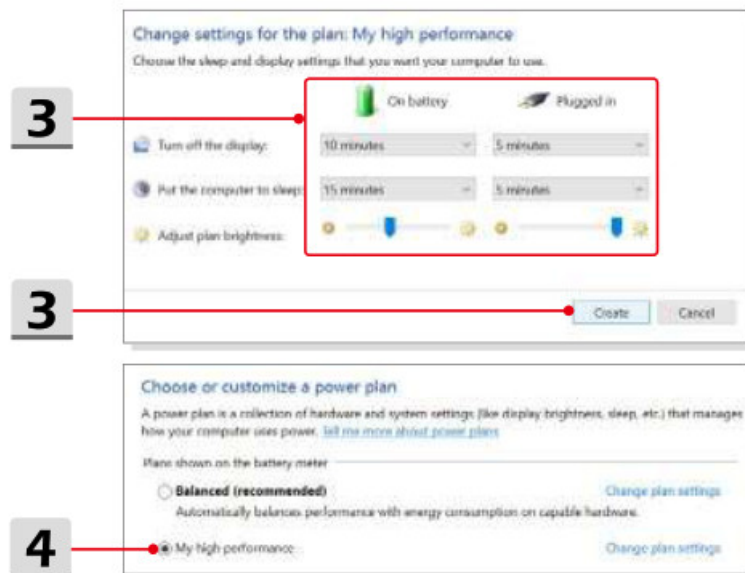 Change settings for the plan: My high performance
Choose the sleep and display settings that you want your computer to use.
On battery Plugged in
3
Turn off the display: 10 minutes 5 minutes
Put the computer to sleep: 15 minutes 5 minutes
Adjust plan brightness:
3
Create Cancel
Choose or customize a power plan
A power plan is a collection of hardware and system settings (like display brightness, sleep, etc.) that manages
how your computer uses power. Tell me more about power plans
Plans shown on the battery meter
Balanced (recommended) Change plan settings
Automatically balances performance with energy consumption on capable hardware.
4
My high performance Change plan settings